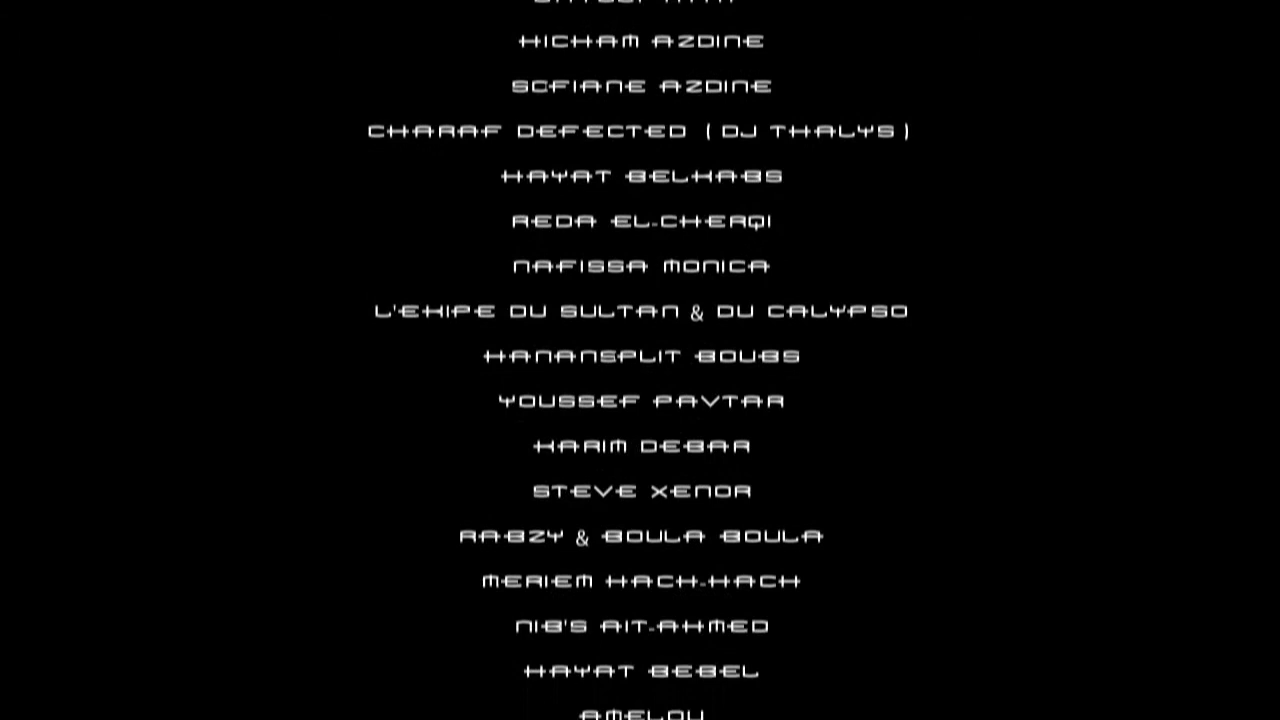 HICHAM AZDINE
SOFIANE AZDINE
CHARAF DEFECTED ( DJ THALYS )
HAYAT BELKABS
REDA EL-CHERQI
NAFISSA MONICA
L'EKIPE DU SULTAN & DU CALYPSO
HANANSPLIT BOUBS
YOUSSEF PAVTAR
KARIM DEBAR
STEVE XENOR
RABZY & BOULA BOULA
MERIEM HACH-HACH
NIB'S AIT-AHMED
HAYAT BEBEL
AMELOU